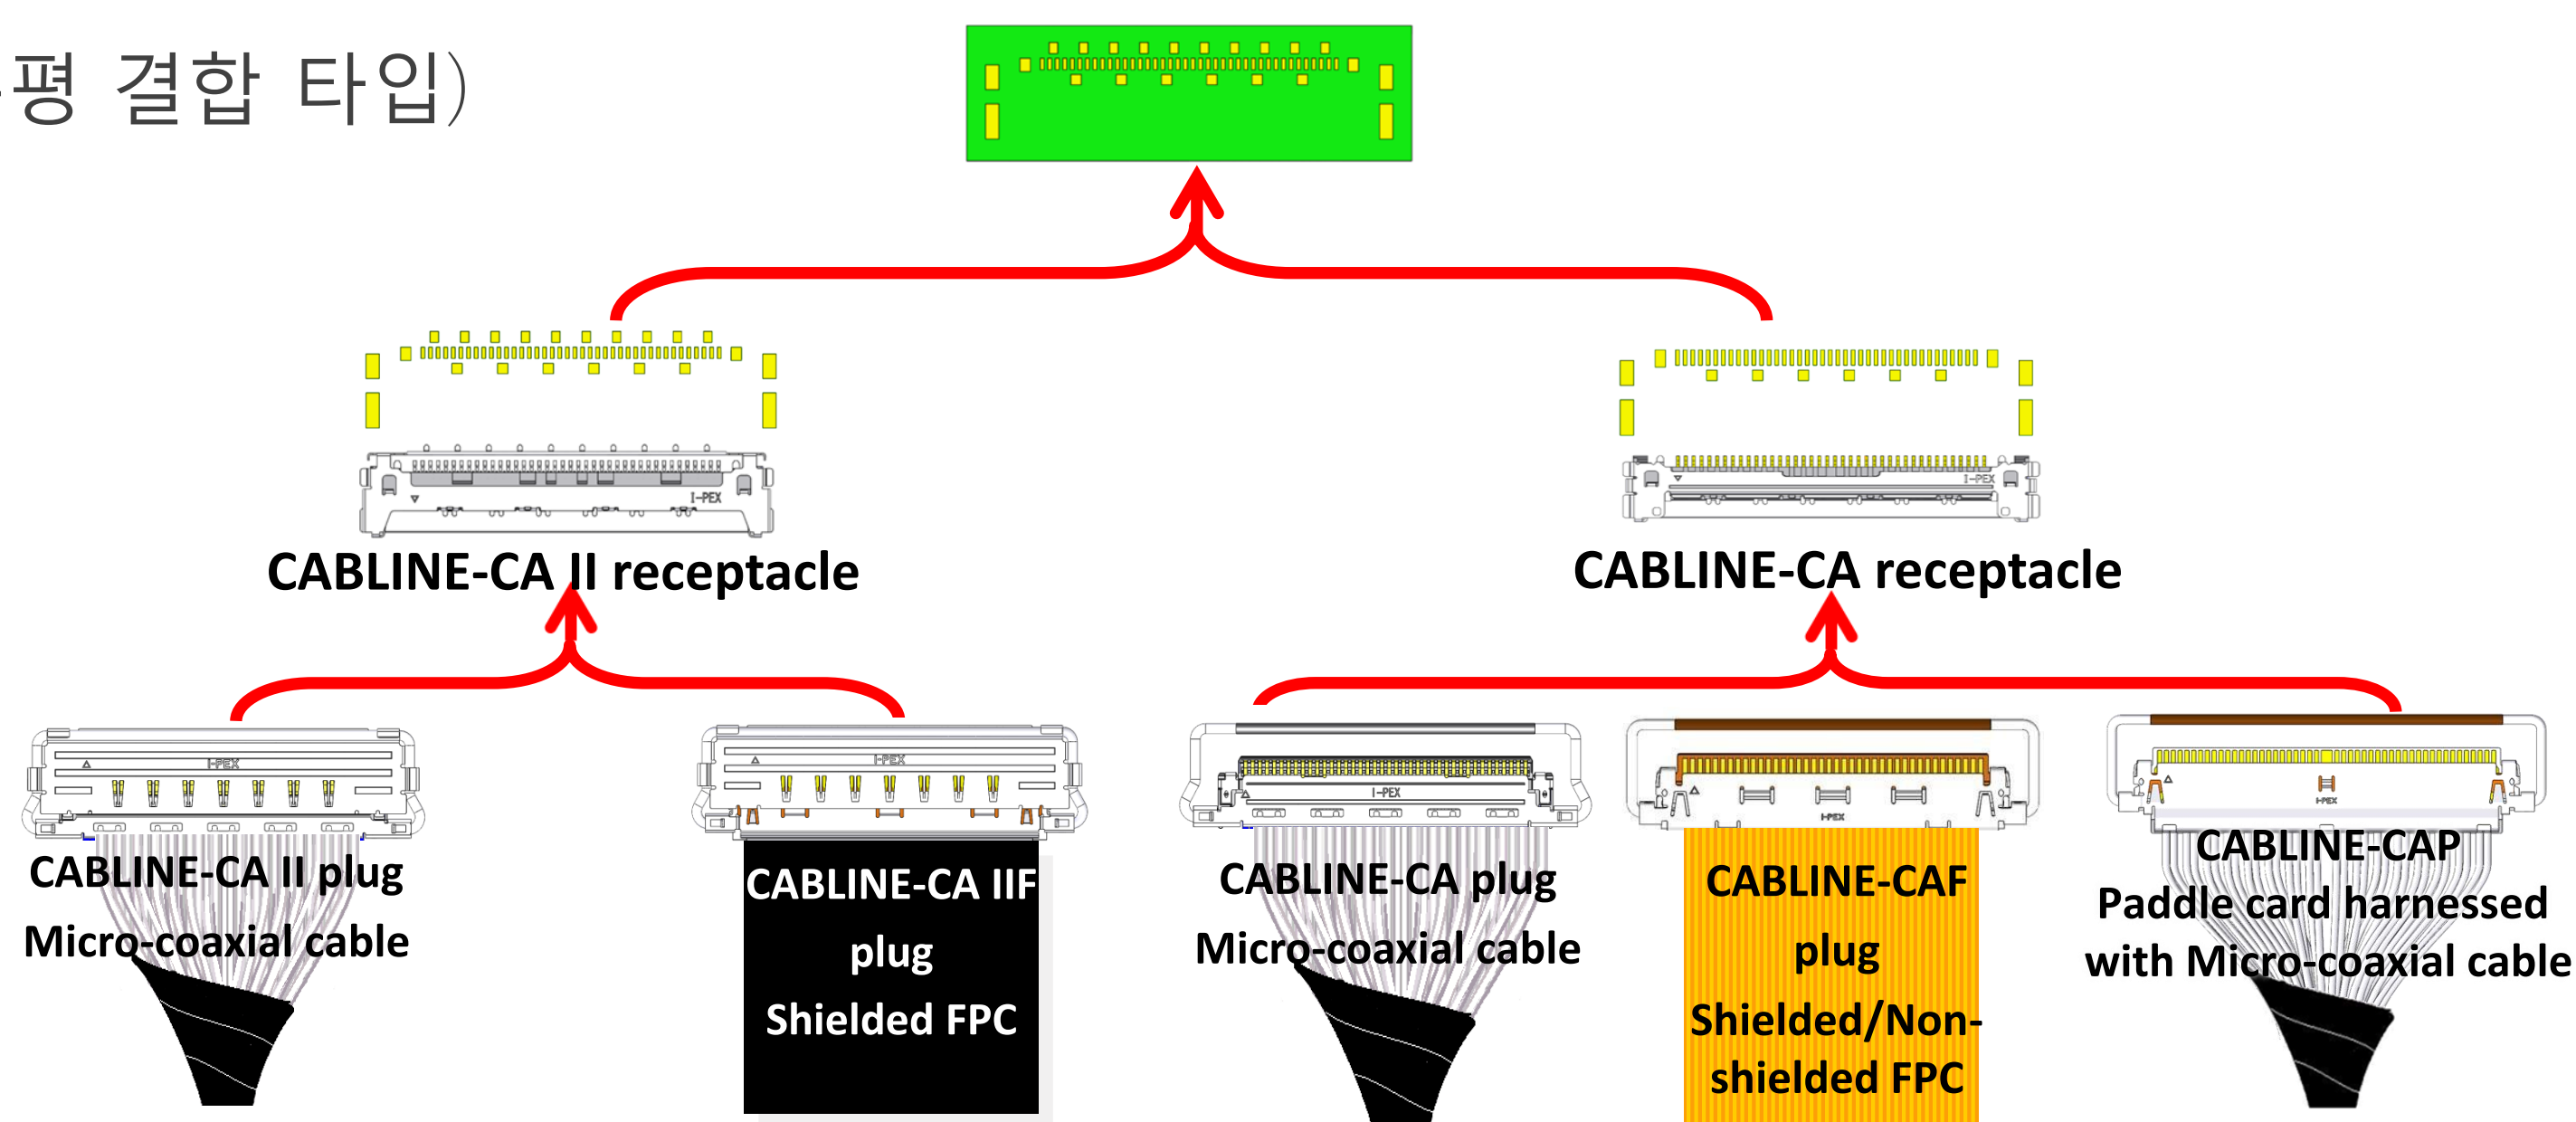 평 결합 타입)
I-PEX
I-PEX
CABLINE-CA II receptacle
CABLINE-CA receptacle
I-PEX
I-PEX
I-PEX
I-PEX
I-PEX
CABLINE-CA II plug
Micro-coaxial cable
CABLINE-CA IIF
plug
Shielded FPC
CABLINE-CA plug
Micro-coaxial cable
CABLINE-CAF
plug
Shielded/Non-
shielded FPC
CABLINE-CAP
Paddle card harnessed
with Micro-coaxial cable